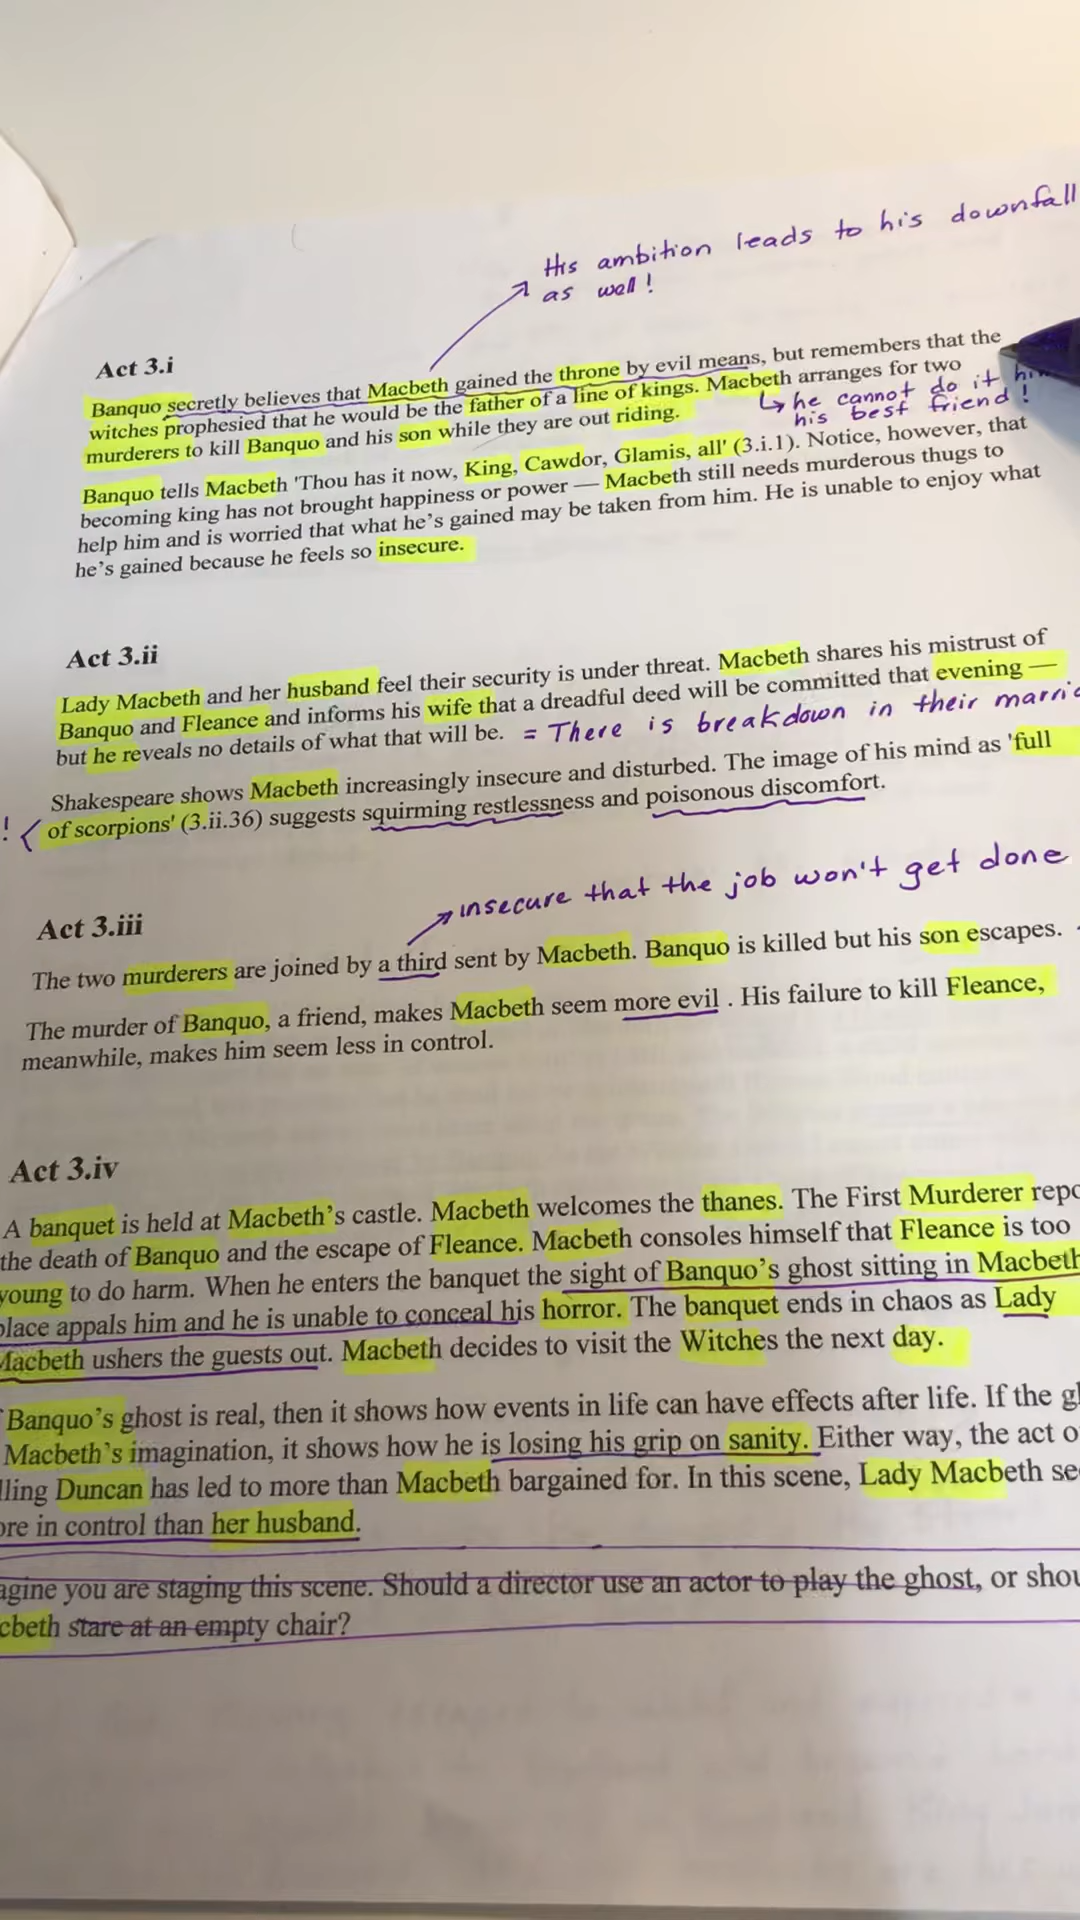 His ambition leads to his downfall
as well!
Act 3.i
Banquo secretly believes that Macbeth gained the throne by evil means, but remembers that the
witches prophesied that he would be the father of a line of kings. Macbeth arranges for two
↳ he cannot do it
his best friend!
murderers to kill Banquo and his son while they are out riding.
Banquo tells Macbeth 'Thou has it now, King, Cawdor, Glamis, all' (3.i.1). Notice, however, that
becoming king has not brought happiness or power — Macbeth still needs murderous thugs to
help him and is worried that what he's gained may be taken from him. He is unable to enjoy what
he's gained because he feels so insecure.
Act 3.ii
Lady Macbeth and her husband feel their security is under threat. Macbeth shares his mistrust of
Banquo and Fleance and informs his wife that a dreadful deed will be committed that evening —
but he reveals no details of what that will be. = There is breakdown in their
Shakespeare shows Macbeth increasingly insecure and disturbed. The image of his mind as 'full
! of scorpions' (3.ii.36) suggests squirming restlessness and poisonous discomfort.
insecure that the job won't get done
Act 3.iii
The two murderers are joined by a third sent by Macbeth. Banquo is killed but his son escapes.
The murder of Banquo, a friend, makes Macbeth seem more evil . His failure to kill Fleance,
meanwhile, makes him seem less in control.
Act 3.iv
A banquet is held at Macbeth's castle. Macbeth welcomes the thanes. The First Murderer repo
the death of Banquo and the escape of Fleance. Macbeth consoles himself that Fleance is too
young to do harm. When he enters the banquet the sight of Banquo's ghost sitting in Macbeth
place appals him and he is unable to conceal his horror. The banquet ends in chaos as Lady
Macbeth ushers the guests out. Macbeth decides to visit the Witches the next day.
Banquo's ghost is real, then it shows how events in life can have effects after life. If the g
Macbeth's imagination, it shows how he is losing his grip on sanity. Either way, the act o
lling Duncan has led to more than Macbeth bargained for. In this scene, Lady Macbeth se
ore in control than her husband.
agine you are staging this scene. Should a director use an actor to play the ghost, or shou
cbeth stare at an empty chair?